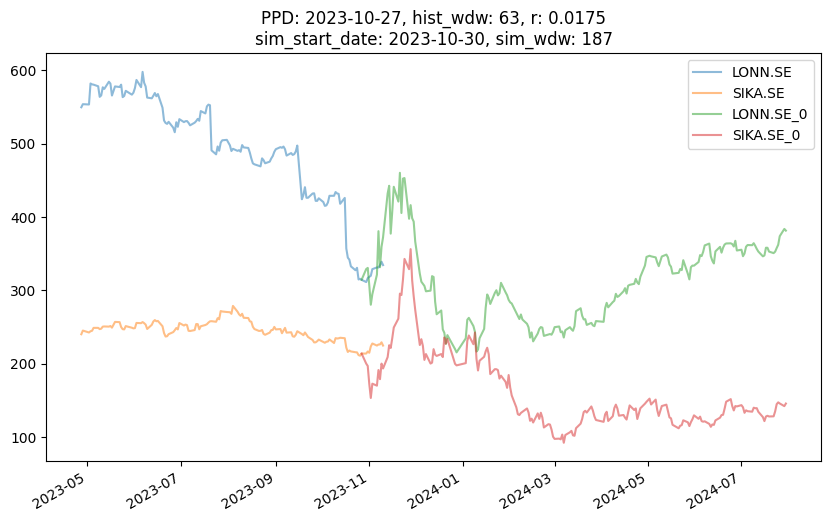 PPD: 2023-10-27, hist_wdw: 63, r: 0.0175
sim_start_date: 2023-10-30, sim_wdw: 187
LONN.SE
SIKA.SE
LONN.SE_0
SIKA.SE_0
600
500
400
300
200
100
2023-05
2023-07
2023-09
2023-11
2024-01
2024-03
2024-05
2024-07